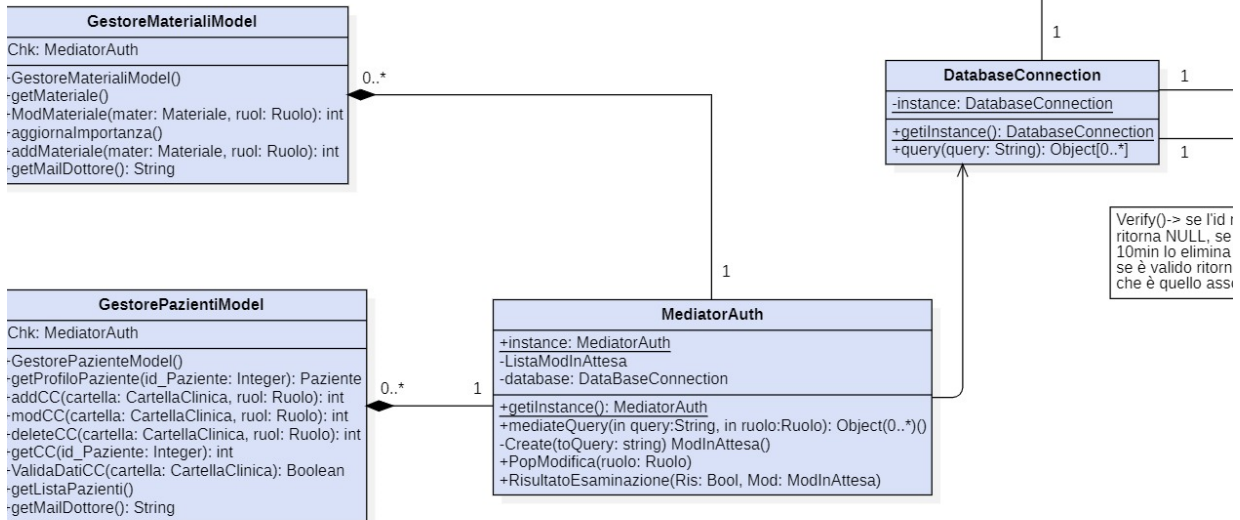 GestoreMaterialiModel
Chk: MediatorAuth
-GestoreMaterialiModel()
-getMateriale()
-ModMateriale(mater: Materiale, ruol: Ruolo): int
-aggiornaImportanza()
-addMateriale(mater: Materiale, ruol: Ruolo): int
-getMailDottore(): String
0..*
1
1
DatabaseConnection
-instance: DatabaseConnection
+getiInstance(): DatabaseConnection
+query(query: String): Object[0..*]
1
1
Verify()-> se l'id
ritorna NULL, se
10min lo elimina
se è valido ritorn
che è quello ass
GestorePazientiModel
Chk: MediatorAuth
-GestorePazienteModel()
-getProfiloPaziente(id_Paziente: Integer): Paziente
-addCC(cartella: CartellaClinica, ruol: Ruolo): int
-modCC(cartella: CartellaClinica, ruol: Ruolo): int
-deleteCC(cartella: CartellaClinica, ruol: Ruolo): int
-getCC(id_Paziente: Integer): int
-ValidaDatiCC(cartella: CartellaClinica): Boolean
-getListaPazienti()
-getMailDottore(): String
0..*
1
MediatorAuth
+instance: MediatorAuth
-ListaModInAttesa
-database: DataBaseConnection
+getiInstance(): MediatorAuth
+mediateQuery(in query:String, in ruolo:Ruolo): Object(0..*)()
-Create(toQuery: string) ModInAttesa()
+PopModifica(ruolo: Ruolo)
+RisultatoEsaminazione(Ris: Bool, Mod: ModInAttesa)